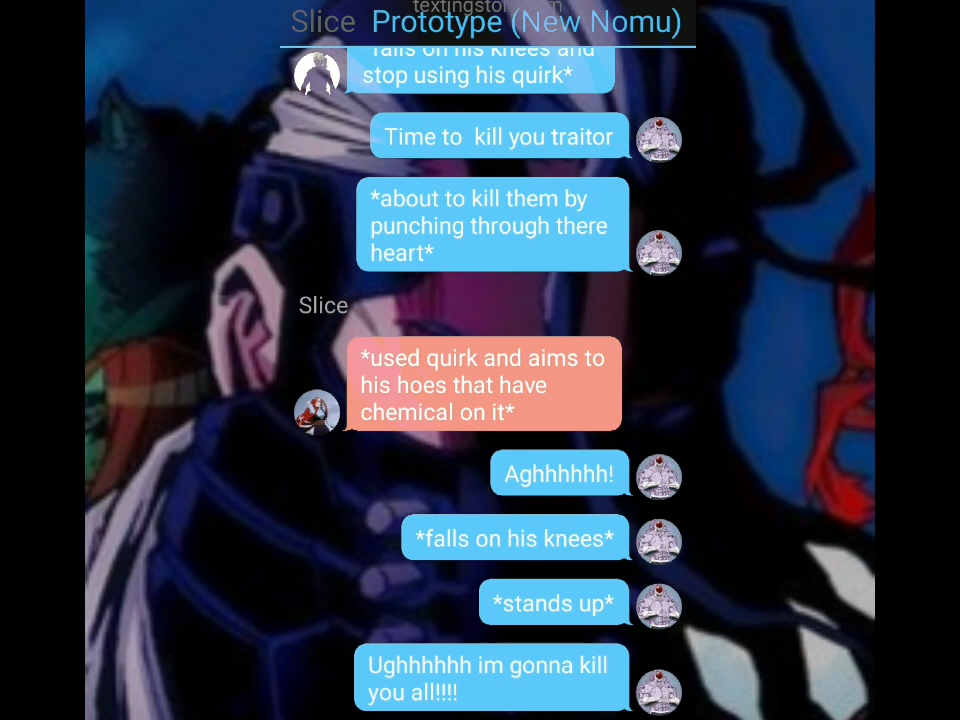 Slice Prototype (New Nomu)
*falls on his knees and
stop using his quirk*
Time to  kill you traitor
*about to kill them by
punching through there
heart*
Slice
*used quirk and aims to
his hoes that have
chemical on it*
Aghhhhhh!
*falls on his knees*
*stands up*
Ughhhhhh im gonna kill
you all!!!!